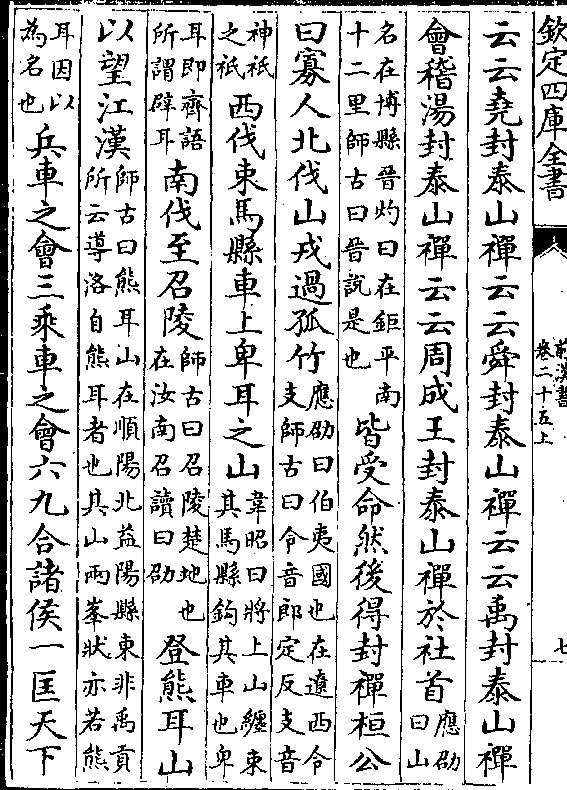 欽定四庫全書
前漢書
卷二十五上
七
云云堯封泰山禪云云舜封泰山禪云云禹封泰山禪
會稽湯封泰山禪云云周成王封泰山禪於社首應劭曰山
名在博縣晉灼曰在鉅平南十二里師古曰晉說是也皆受命然後得封禪桓公
曰寡人北伐山戎過孤竹應劭曰伯夷國也在遼西令支師古曰令音郎定反支音
神祇之祇西伐束馬縣車上卑耳之山韋昭曰將上山纏束其馬縣鉤其車也卑
耳即齊語所謂辟耳南伐至召陵師古曰召陵楚地也在汝南召讀曰劭登熊耳山
以望江漢師古曰熊耳山在順陽北益陽縣東非禹貢所云導洛自熊耳者也其山兩峯狀亦若熊
耳因以為名也兵車之會三乘車之會六九合諸侯一匡天下